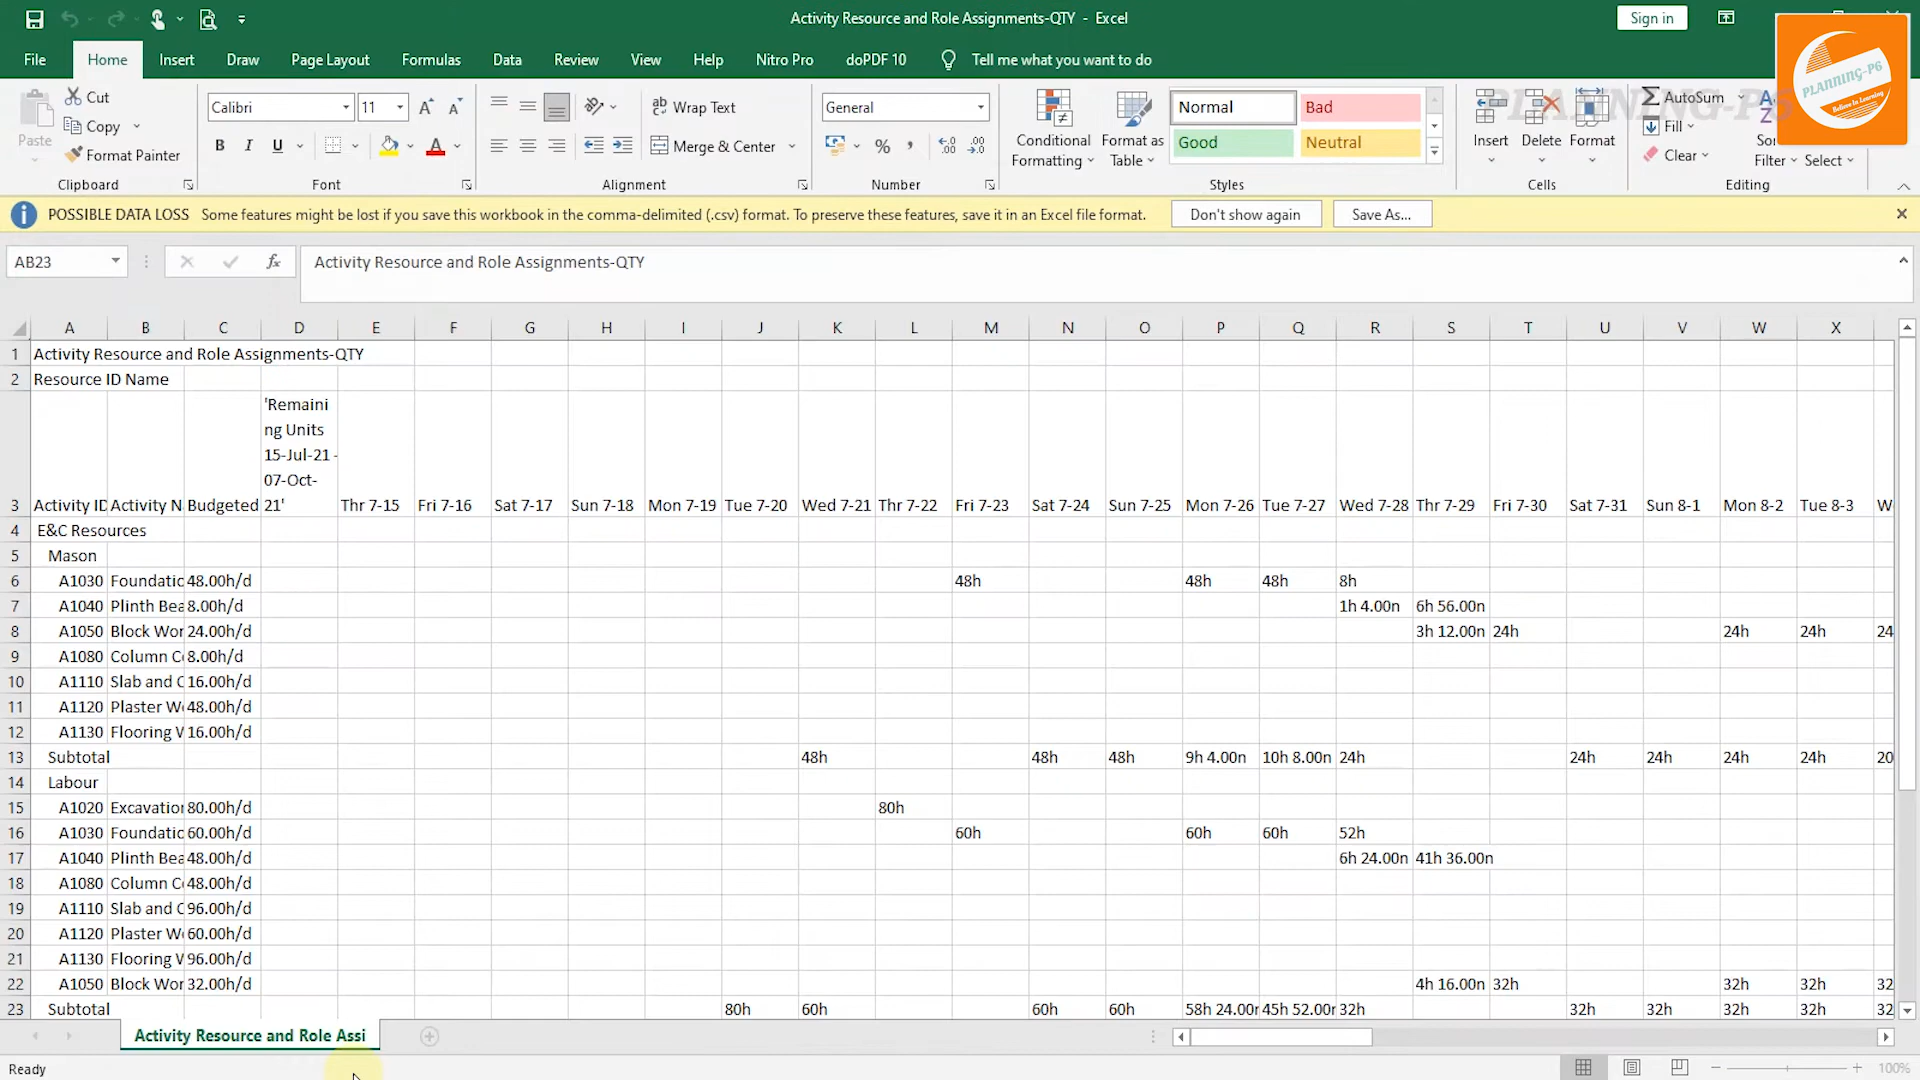 Activity Resource and Role Assignments-QTY - Excel
Sign in
File Home Insert Draw Page Layout Formulas Data Review View Help Nitro Pro doPDF 10 Tell me what you want to do
PLANNING-P6
PLANNING-P6
Believe In Learning
Paste
Cut
Copy
Format Painter
Clipboard
Calibri 11
B I U
Font
Wrap Text
Merge & Center
Alignment
General
Number
Conditional Formatting
Format as Table
Normal Bad
Good Neutral
Styles
Insert Delete Format
Cells
AutoSum
Fill
Clear
Filter Select
Editing
POSSIBLE DATA LOSS Some features might be lost if you save this workbook in the comma-delimited (.csv) format. To preserve these features, save it in an Excel file format. Don't show again Save As...
AB23 fx Activity Resource and Role Assignments-QTY
A B C D E F G H I J K L M N O P Q R S T U V W X
1 Activity Resource and Role Assignments-QTY
2 Resource ID Name
'Remaini
ng Units
15-Jul-21 -
07-Oct-
3 Activity ID Activity N Budgeted 21' Thr 7-15 Fri 7-16 Sat 7-17 Sun 7-18 Mon 7-19 Tue 7-20 Wed 7-21 Thr 7-22 Fri 7-23 Sat 7-24 Sun 7-25 Mon 7-26 Tue 7-27 Wed 7-28 Thr 7-29 Fri 7-30 Sat 7-31 Sun 8-1 Mon 8-2 Tue 8-3 W
4 E&C Resources
5 Mason
6 A1030 Foundatio 48.00h/d 48h 48h 48h 8h
7 A1040 Plinth Bea 8.00h/d 1h 4.00n 6h 56.00n
8 A1050 Block Wor 24.00h/d 3h 12.00n 24h 24h 24h 24
9 A1080 Column Co 8.00h/d
10 A1110 Slab and C 16.00h/d
11 A1120 Plaster Wo 48.00h/d
12 A1130 Flooring W 16.00h/d
13 Subtotal 48h 48h 48h 9h 4.00n 10h 8.00n 24h 24h 24h 24h 24h 20
14 Labour
15 A1020 Excavation 80.00h/d 80h
16 A1030 Foundatio 60.00h/d 60h 60h 60h 52h
17 A1040 Plinth Bea 48.00h/d 6h 24.00n 41h 36.00n
18 A1080 Column Co 48.00h/d
19 A1110 Slab and C 96.00h/d
20 A1120 Plaster Wo 60.00h/d
21 A1130 Flooring W 96.00h/d
22 A1050 Block Wor 32.00h/d 4h 16.00n 32h 32h 32h 32
23 Subtotal 80h 60h 60h 60h 58h 24.00n 45h 52.00n 32h 32h 32h 32h 32h 32
Activity Resource and Role Assi
Ready
100%